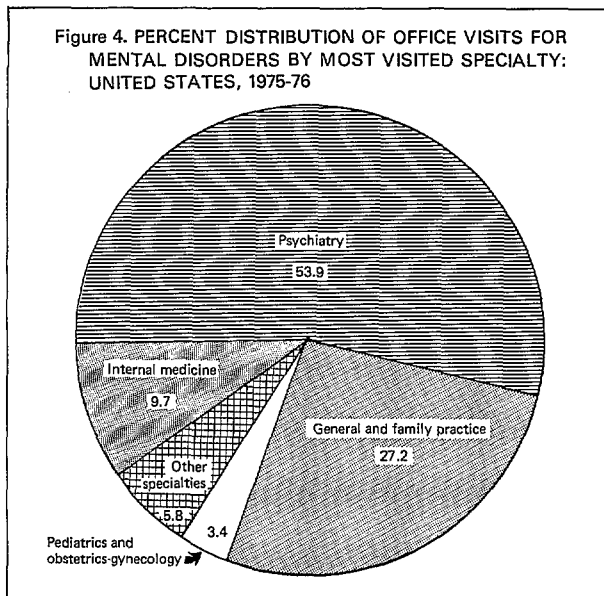 Figure 4. PERCENT DISTRIBUTION OF OFFICE VISITS FOR
MENTAL DISORDERS BY MOST VISITED SPECIALTY:
UNITED STATES, 1975-76
Psychiatry
53.9
Internal medicine
9.7
General and family practice
27.2
Other
specialties
5.8
3.4
Pediatrics and
obstetrics-gynecology